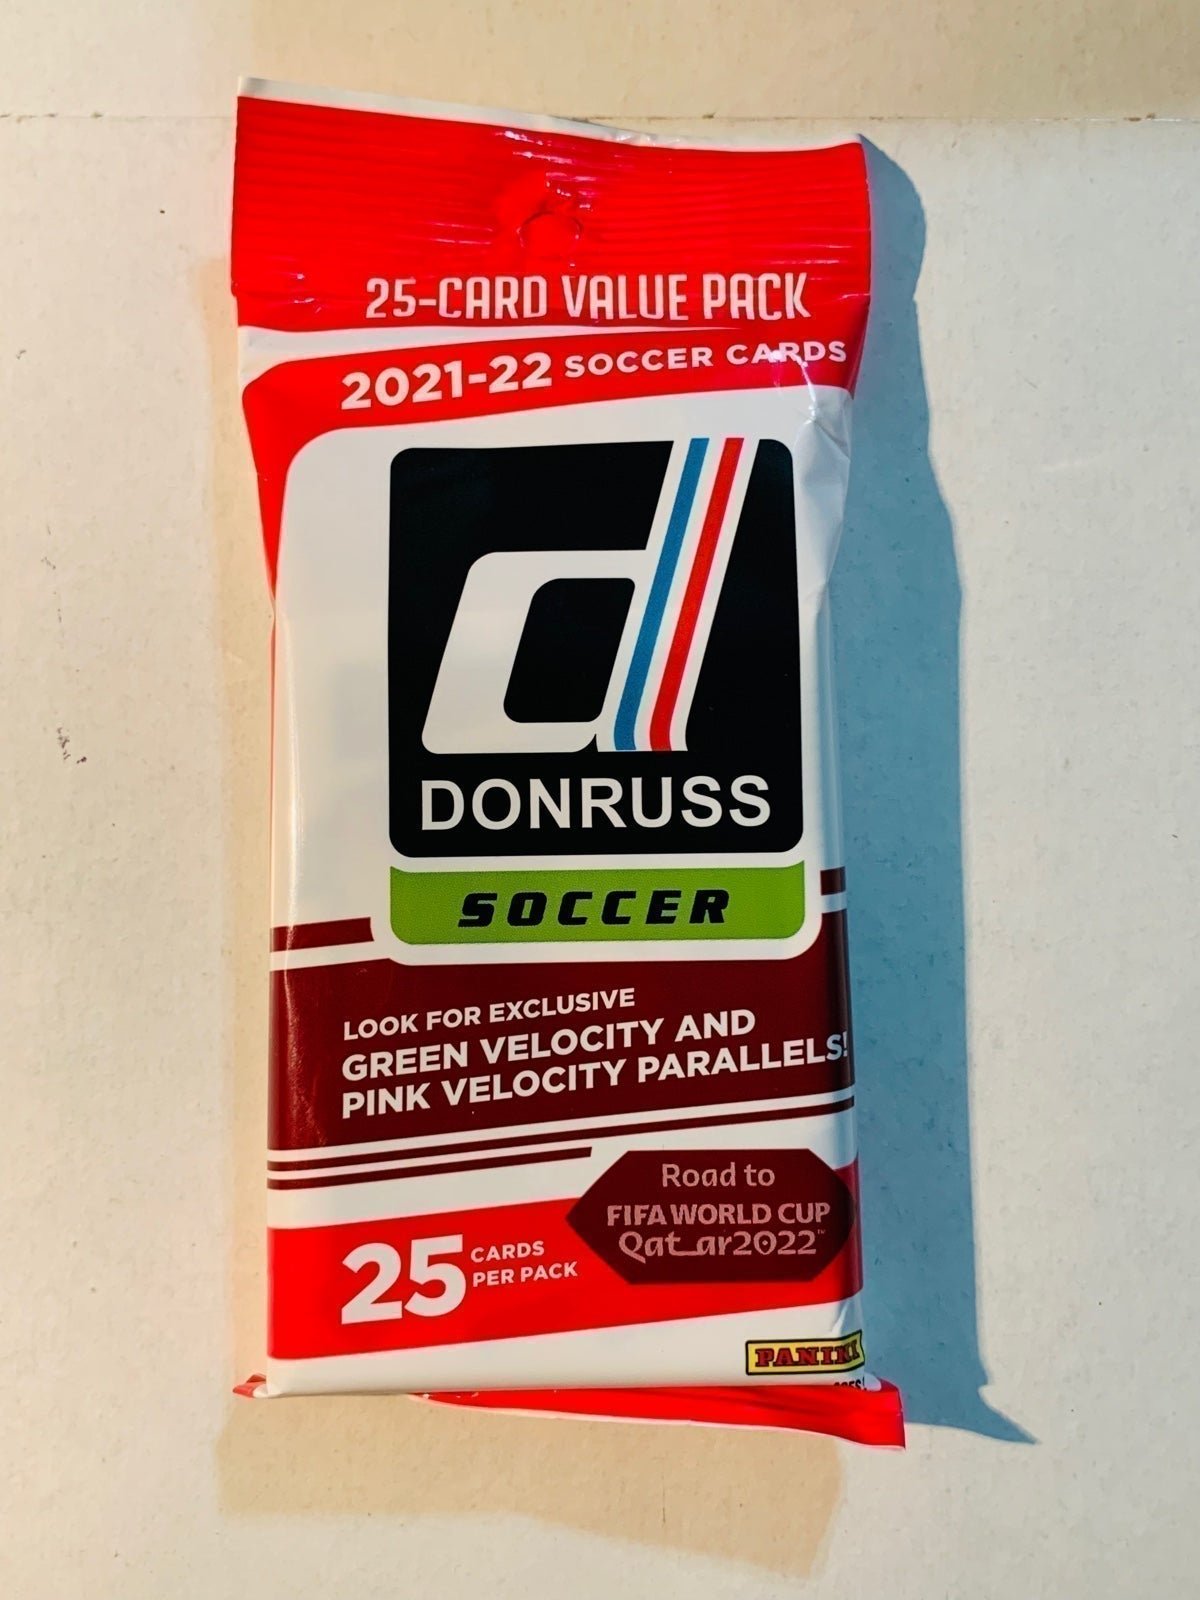 25-CARD VALUE PACK
2021-22 SOCCER CARDS
d
DONRUSS
SOCCER
LOOK FOR EXCLUSIVE
GREEN VELOCITY AND
PINK VELOCITY PARALLELS!
Road to
FIFA WORLD CUP
Qatar2022™
25 CARDS
PER PACK
PANINI